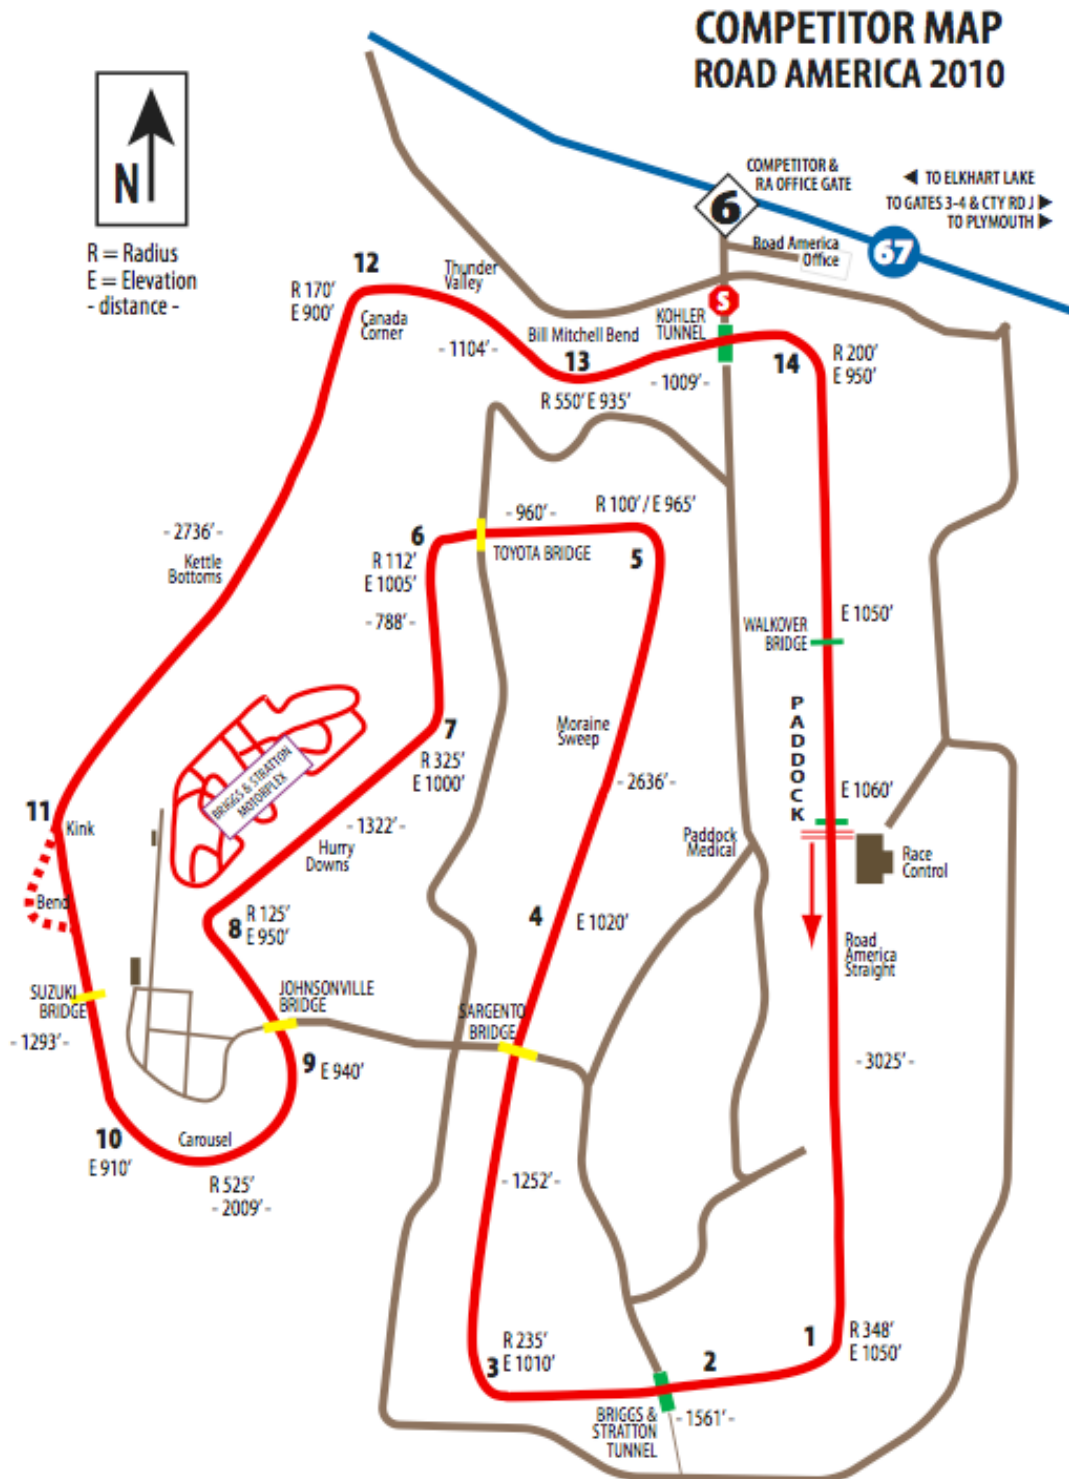 COMPETITOR MAP
ROAD AMERICA 2010
N
R = Radius
E = Elevation
- distance -
COMPETITOR &
RA OFFICE GATE
6
◀ TO ELKHART LAKE
TO GATES 3-4 & CTY RD J ▶
TO PLYMOUTH ▶
67
Road America
Office
S
KOHLER
TUNNEL
12
R 170'
E 900'
Canada
Corner
Thunder
Valley
- 1104' -
Bill Mitchell Bend
13
R 550' E 935'
- 1009' -
14
R 200'
E 950'
- 2736' -
Kettle
Bottoms
6
R 112'
E 1005'
- 788' -
- 960' -
TOYOTA BRIDGE
R 100' / E 965'
5
WALKOVER
BRIDGE
E 1050'
PADDOCK
E 1060'
7
R 325'
E 1000'
Moraine
Sweep
- 2636' -
BRIGGS & STRATTON
MOTORPLEX
11
Kink
Bend
- 1322' -
Hurry
Downs
Paddock
Medical
Race
Control
8
R 125'
E 950'
4
E 1020'
Road
America
Straight
SUZUKI
BRIDGE
- 1293' -
JOHNSONVILLE
BRIDGE
SARGENTO
BRIDGE
9
E 940'
- 3025' -
10
E 910'
Carousel
R 525'
- 2009' -
- 1252' -
3
R 235'
E 1010'
2
1
R 348'
E 1050'
BRIGGS &
STRATTON
TUNNEL
- 1561' -